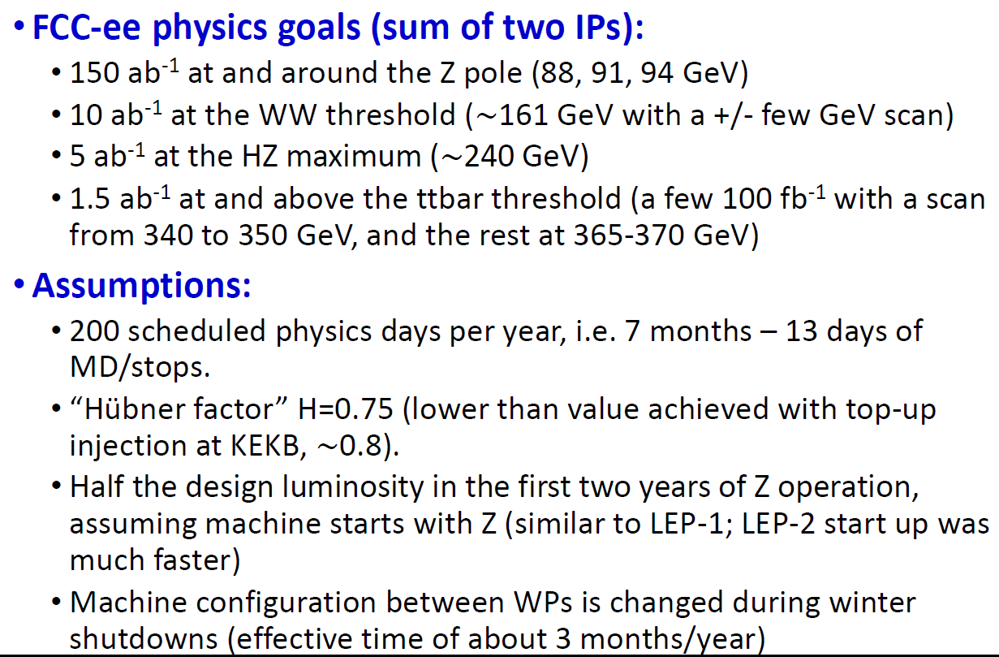 • FCC-ee physics goals (sum of two IPs):
• 150 ab⁻¹ at and around the Z pole (88, 91, 94 GeV)
• 10 ab⁻¹ at the WW threshold (~161 GeV with a +/- few GeV scan)
• 5 ab⁻¹ at the HZ maximum (~240 GeV)
• 1.5 ab⁻¹ at and above the ttbar threshold (a few 100 fb⁻¹ with a scan
from 340 to 350 GeV, and the rest at 365-370 GeV)
• Assumptions:
• 200 scheduled physics days per year, i.e. 7 months – 13 days of
MD/stops.
• “Hübner factor” H=0.75 (lower than value achieved with top-up
injection at KEKB, ~0.8).
• Half the design luminosity in the first two years of Z operation,
assuming machine starts with Z (similar to LEP-1; LEP-2 start up was
much faster)
• Machine configuration between WPs is changed during winter
shutdowns (effective time of about 3 months/year)